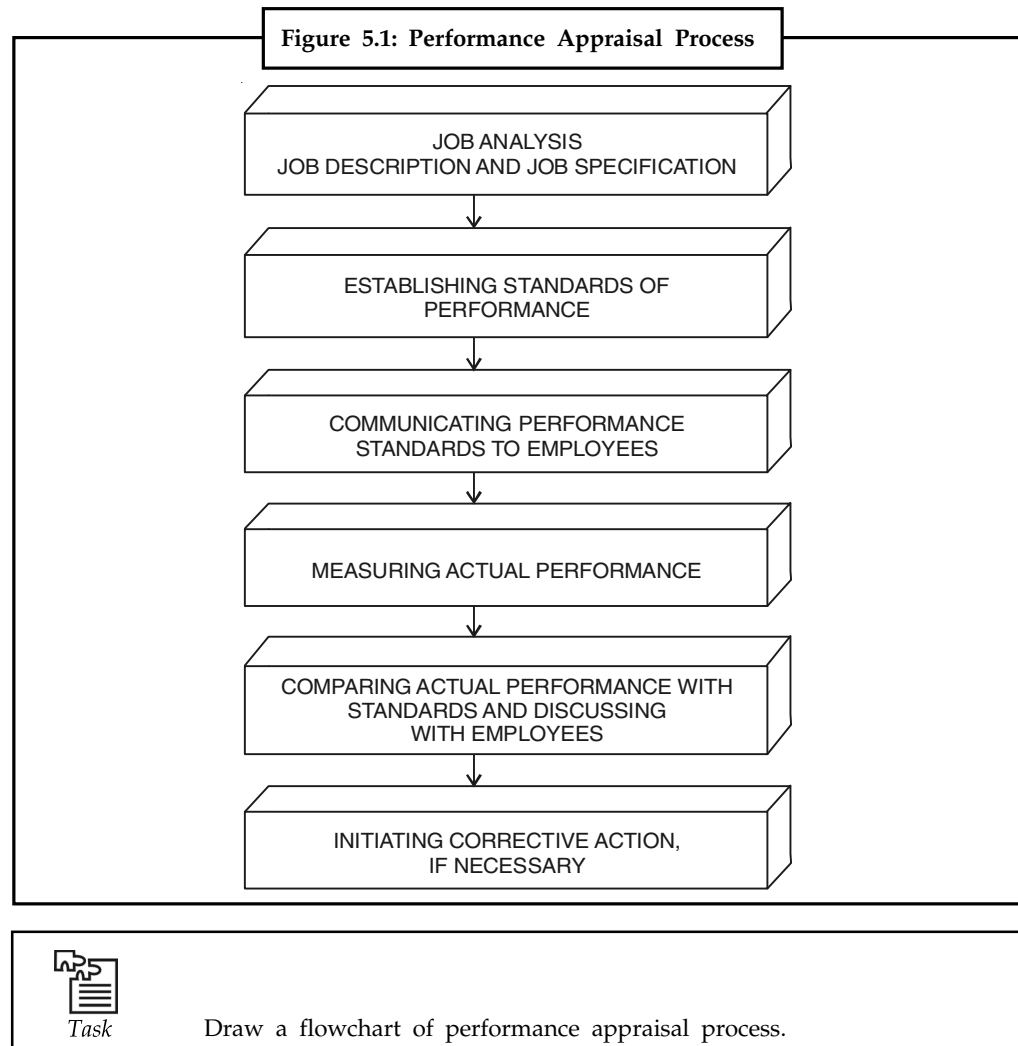 Figure 5.1: Performance Appraisal Process
JOB ANALYSIS
JOB DESCRIPTION AND JOB SPECIFICATION
ESTABLISHING STANDARDS OF
PERFORMANCE
COMMUNICATING PERFORMANCE
STANDARDS TO EMPLOYEES
MEASURING ACTUAL PERFORMANCE
COMPARING ACTUAL PERFORMANCE WITH
STANDARDS AND DISCUSSING
WITH EMPLOYEES
INITIATING CORRECTIVE ACTION,
IF NECESSARY
Task
Draw a flowchart of performance appraisal process.